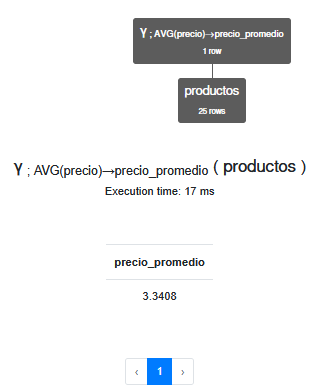 γ ; AVG(precio)→precio_promedio
1 row
productos
25 rows
γ ; AVG(precio)→precio_promedio ( productos )
Execution time: 17 ms
precio_promedio
3.3408
‹ 1 ›